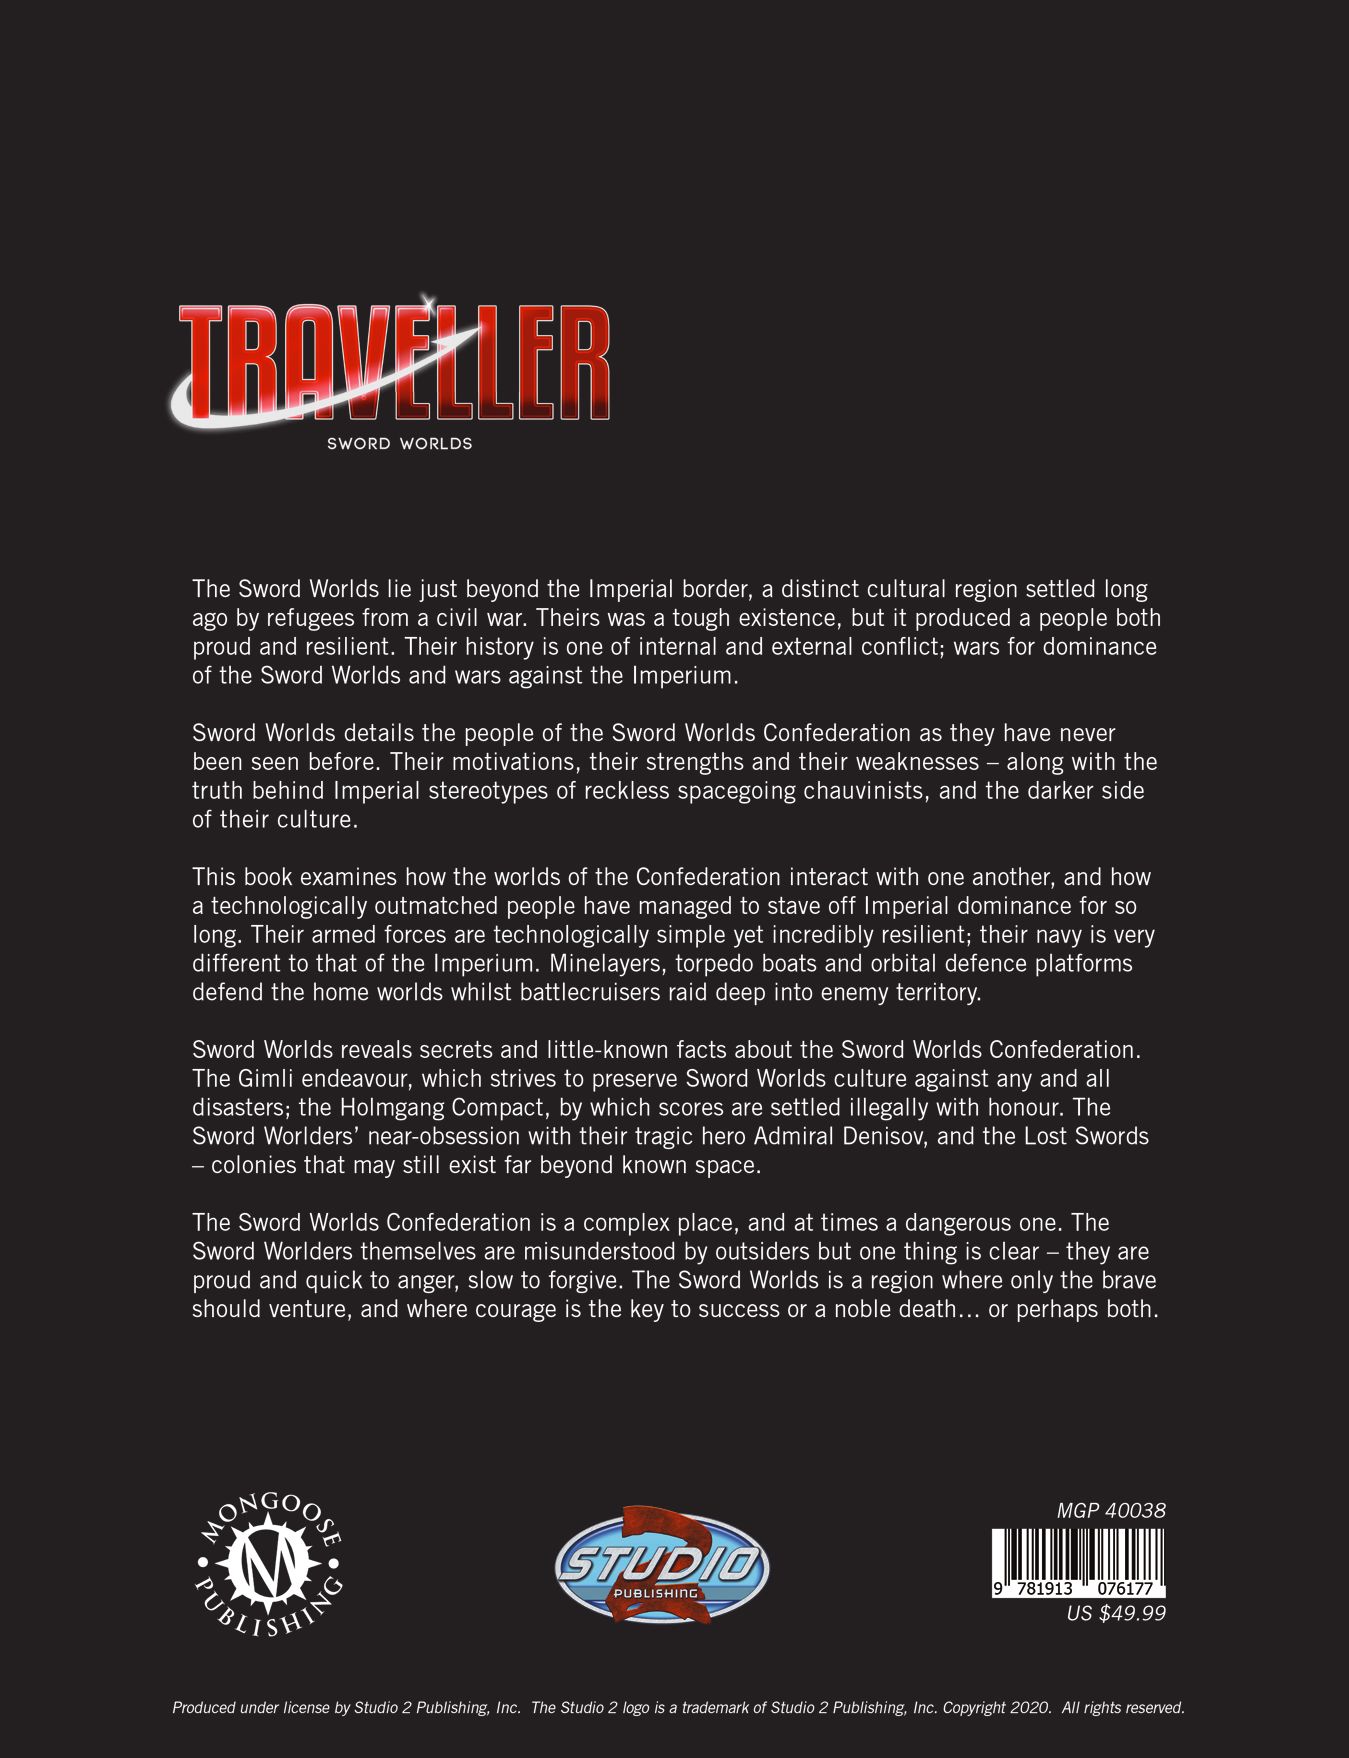 TRAVELLER
SWORD WORLDS
The Sword Worlds lie just beyond the Imperial border, a distinct cultural region settled long
ago by refugees from a civil war. Theirs was a tough existence, but it produced a people both
proud and resilient. Their history is one of internal and external conflict; wars for dominance
of the Sword Worlds and wars against the Imperium.
Sword Worlds details the people of the Sword Worlds Confederation as they have never
been seen before. Their motivations, their strengths and their weaknesses – along with the
truth behind Imperial stereotypes of reckless spacegoing chauvinists, and the darker side
of their culture.
This book examines how the worlds of the Confederation interact with one another, and how
a technologically outmatched people have managed to stave off Imperial dominance for so
long. Their armed forces are technologically simple yet incredibly resilient; their navy is very
different to that of the Imperium. Minelayers, torpedo boats and orbital defence platforms
defend the home worlds whilst battlecruisers raid deep into enemy territory.
Sword Worlds reveals secrets and little-known facts about the Sword Worlds Confederation.
The Gimli endeavour, which strives to preserve Sword Worlds culture against any and all
disasters; the Holmgang Compact, by which scores are settled illegally with honour. The
Sword Worlders’ near-obsession with their tragic hero Admiral Denisov, and the Lost Swords
– colonies that may still exist far beyond known space.
The Sword Worlds Confederation is a complex place, and at times a dangerous one. The
Sword Worlders themselves are misunderstood by outsiders but one thing is clear – they are
proud and quick to anger, slow to forgive. The Sword Worlds is a region where only the brave
should venture, and where courage is the key to success or a noble death… or perhaps both.
MONGOOSE
M
PUBLISHING
STUDIO
2
PUBLISHING
MGP 40038
9 781913 076177
US $49.99
Produced under license by Studio 2 Publishing, Inc. The Studio 2 logo is a trademark of Studio 2 Publishing, Inc. Copyright 2020. All rights reserved.